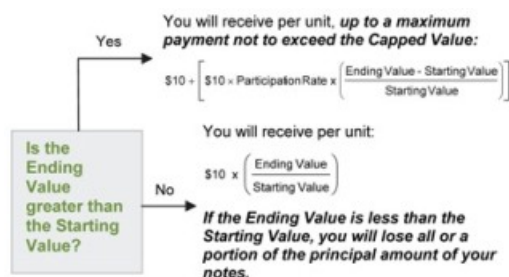 You will receive per unit, up to a maximum
payment not to exceed the Capped Value:
Yes
$10 + [ $10 × Participation Rate x ( Ending Value - Starting Value / Starting Value ) ]
You will receive per unit:
Is the
Ending
Value
greater than
the Starting
Value?
No
$10 x ( Ending Value / Starting Value )
If the Ending Value is less than the
Starting Value, you will lose all or a
portion of the principal amount of your
notes.